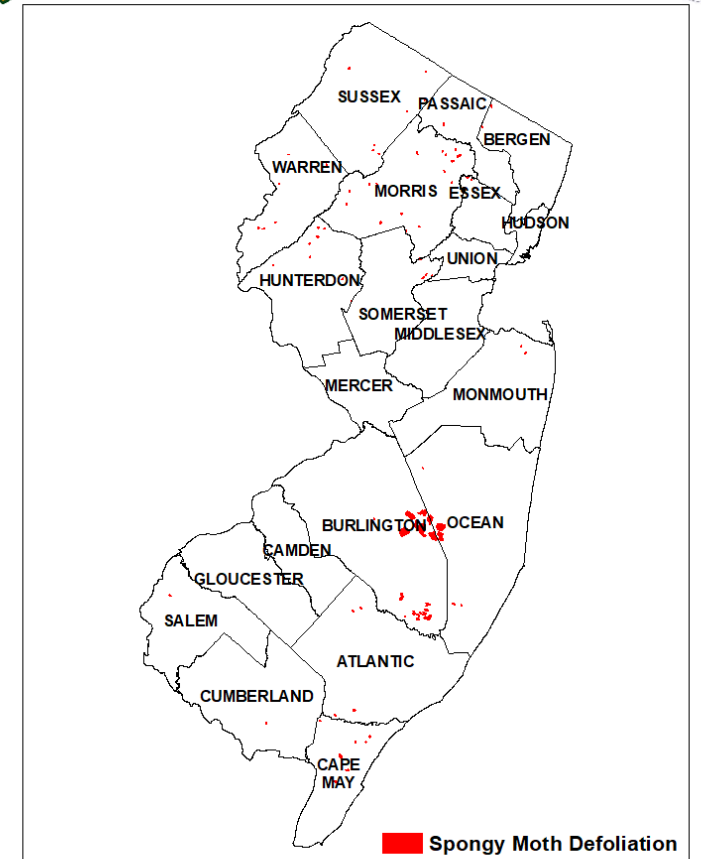 SUSSEX
PASSAIC
BERGEN
WARREN
MORRIS
ESSEX
HUDSON
UNION
HUNTERDON
SOMERSET
MIDDLESEX
MERCER
MONMOUTH
BURLINGTON
OCEAN
CAMDEN
GLOUCESTER
SALEM
ATLANTIC
CUMBERLAND
CAPE
MAY
Spongy Moth Defoliation